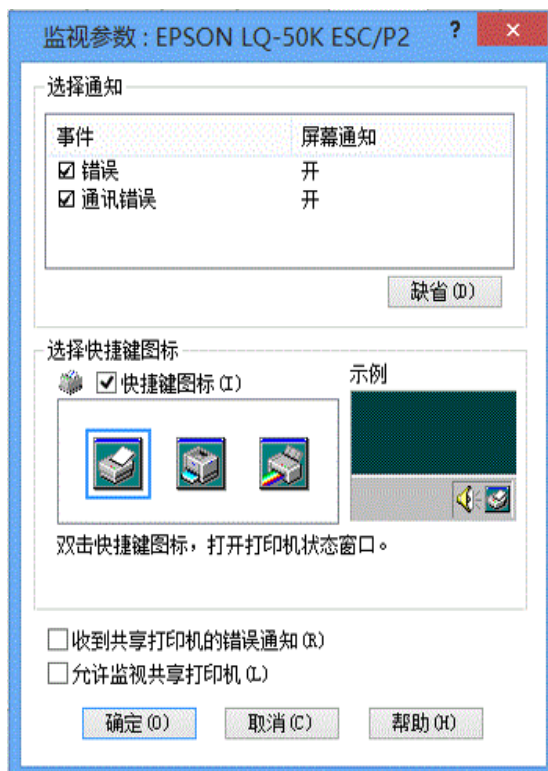 监视参数 : EPSON LQ-50K ESC/P2 ? ×
选择通知
事件 屏幕通知
错误 开
通讯错误 开
缺省(D)
选择快捷键图标
快捷键图标(I)
示例
双击快捷键图标，打开打印机状态窗口。
收到共享打印机的错误通知(R)
允许监视共享打印机(L)
确定(O) 取消(C) 帮助(H)